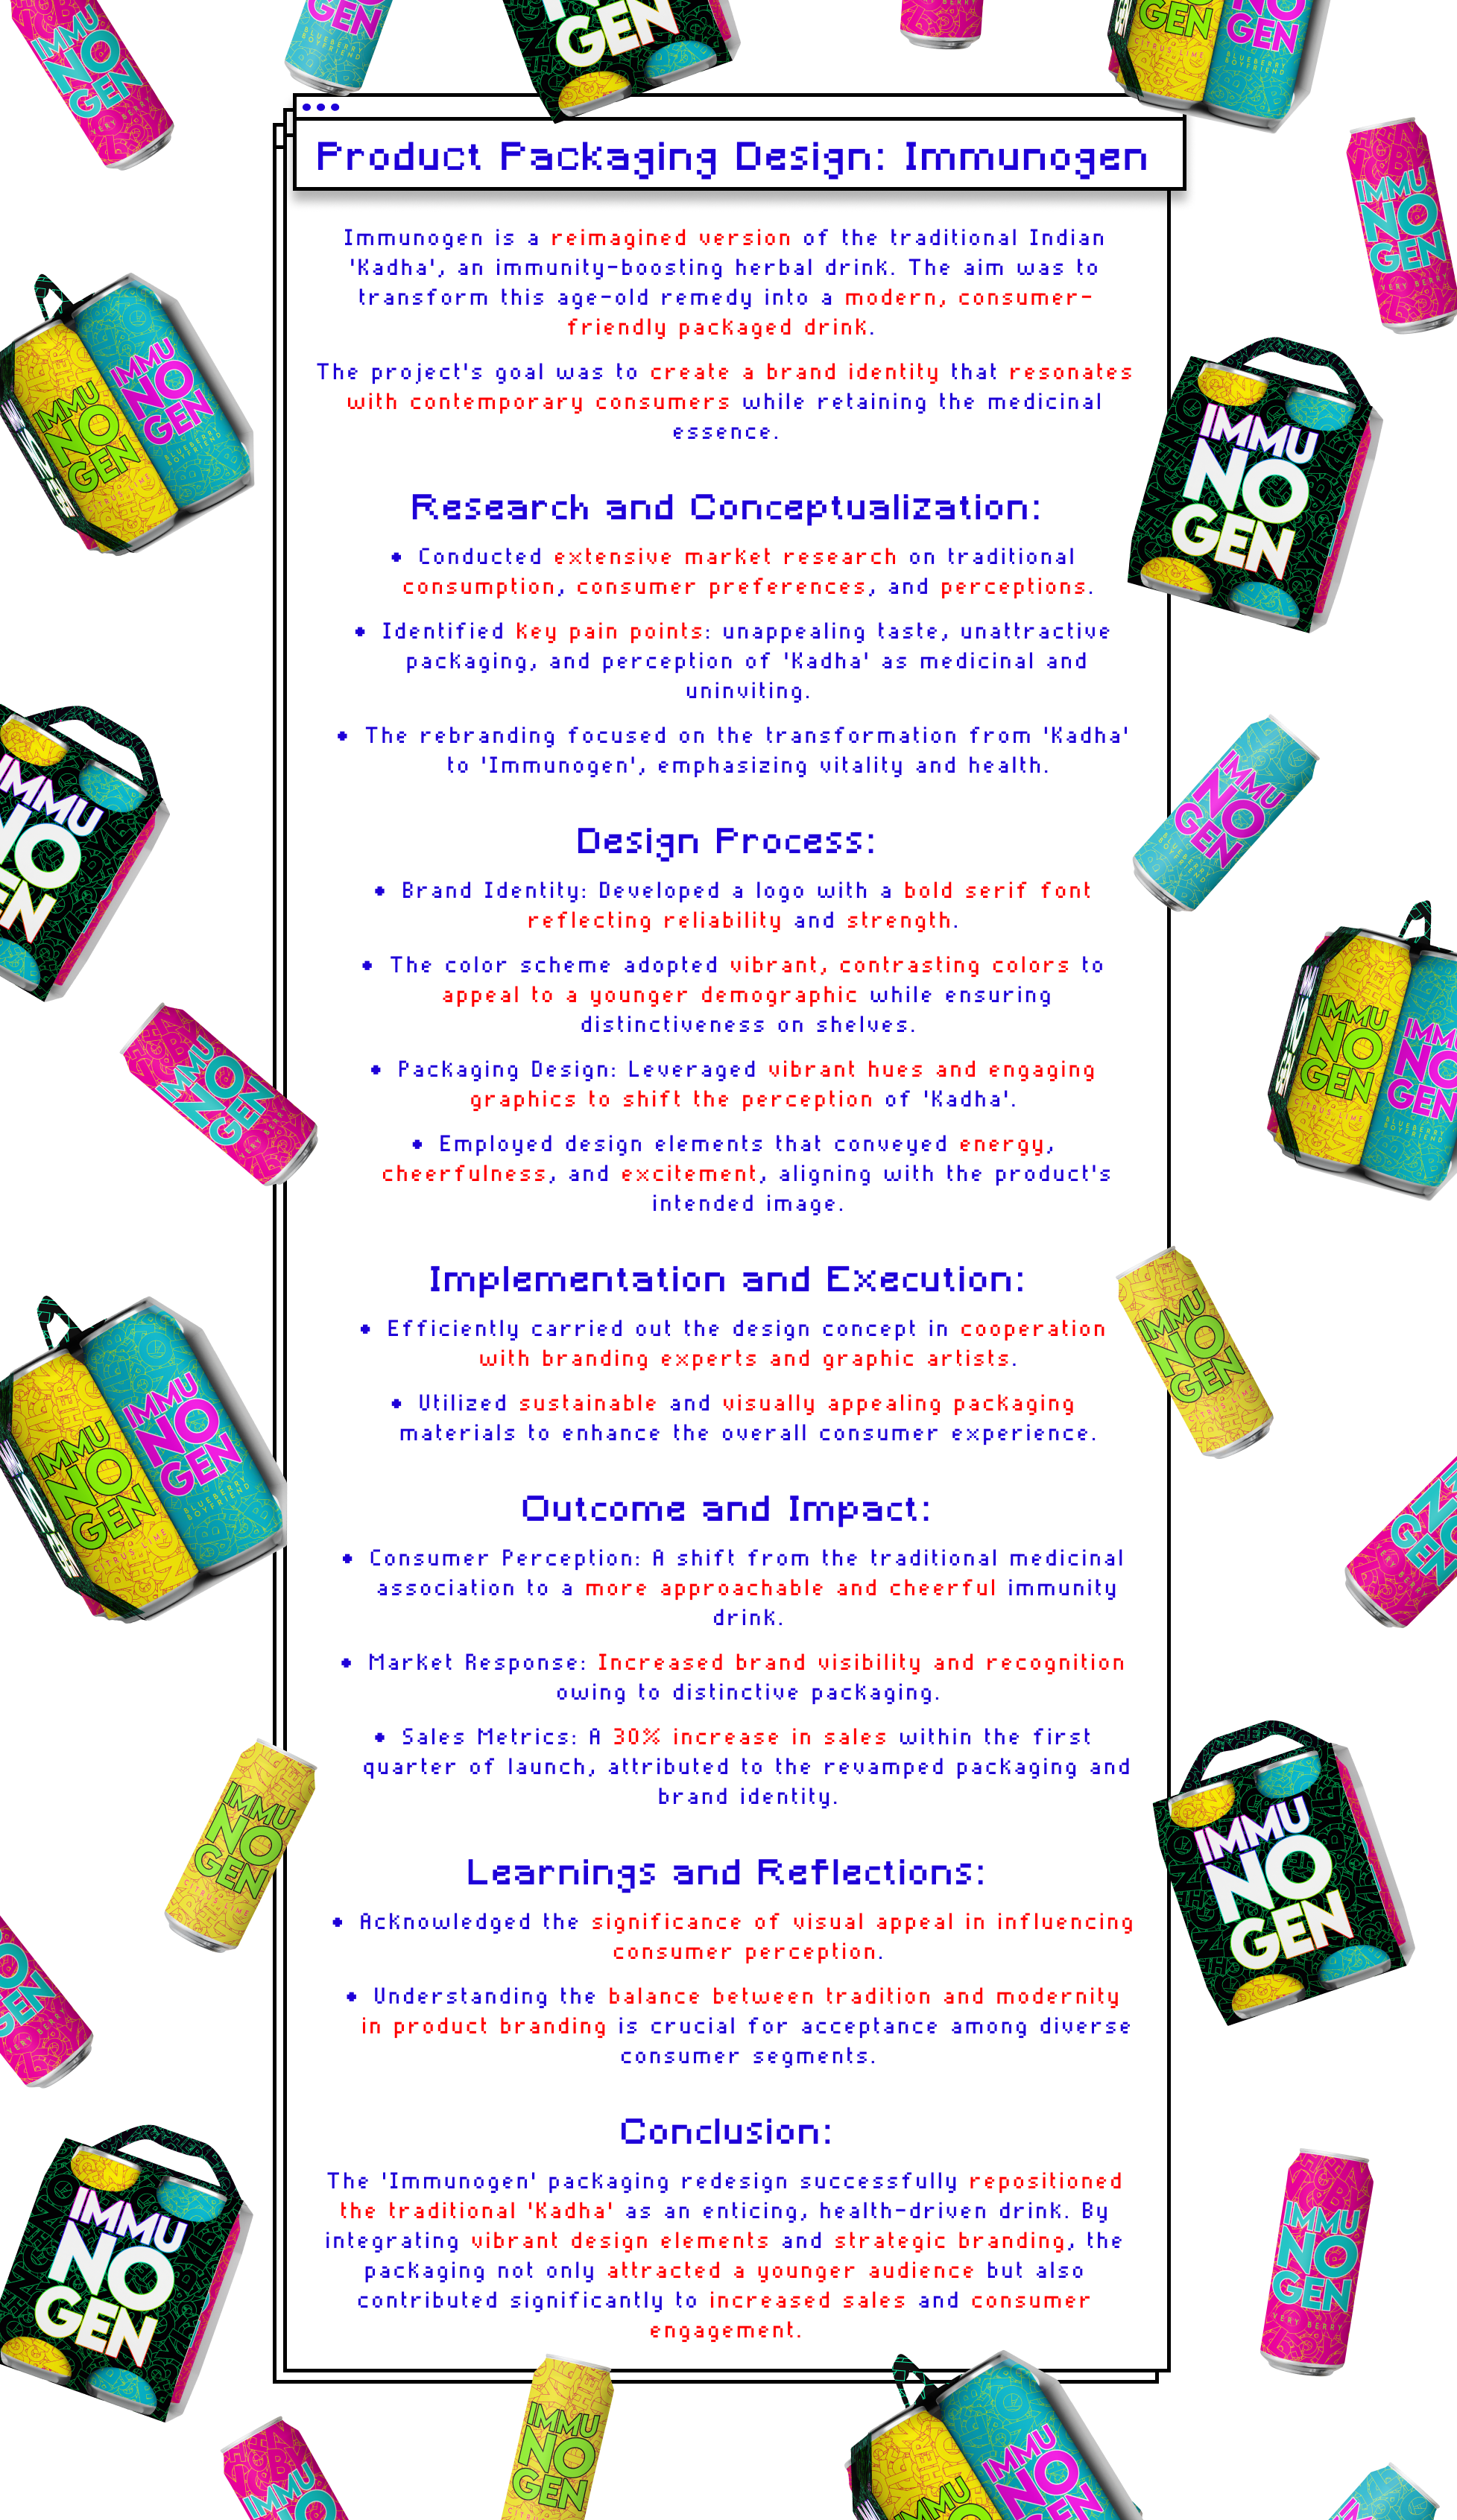 Product Packaging Design: Immunogen
Immunogen is a reimagined version of the traditional Indian
'Kadha', an immunity-boosting herbal drink. The aim was to
transform this age-old remedy into a modern, consumer-
friendly packaged drink.
The project's goal was to create a brand identity that resonates
with contemporary consumers while retaining the medicinal
essence.
Research and Conceptualization:
• Conducted extensive market research on traditional
consumption, consumer preferences, and perceptions.
• Identified key pain points: unappealing taste, unattractive
packaging, and perception of 'Kadha' as medicinal and
uninviting.
• The rebranding focused on the transformation from 'Kadha'
to 'Immunogen', emphasizing vitality and health.
Design Process:
• Brand Identity: Developed a logo with a bold serif font
reflecting reliability and strength.
• The color scheme adopted vibrant, contrasting colors to
appeal to a younger demographic while ensuring
distinctiveness on shelves.
• Packaging Design: Leveraged vibrant hues and engaging
graphics to shift the perception of 'Kadha'.
• Employed design elements that conveyed energy,
cheerfulness, and excitement, aligning with the product's
intended image.
Implementation and Execution:
• Efficiently carried out the design concept in cooperation
with branding experts and graphic artists.
• Utilized sustainable and visually appealing packaging
materials to enhance the overall consumer experience.
Outcome and Impact:
• Consumer Perception: A shift from the traditional medicinal
association to a more approachable and cheerful immunity
drink.
• Market Response: Increased brand visibility and recognition
owing to distinctive packaging.
• Sales Metrics: A 30% increase in sales within the first
quarter of launch, attributed to the revamped packaging and
brand identity.
Learnings and Reflections:
• Acknowledged the significance of visual appeal in influencing
consumer perception.
• Understanding the balance between tradition and modernity
in product branding is crucial for acceptance among diverse
consumer segments.
Conclusion:
The 'Immunogen' packaging redesign successfully repositioned
the traditional 'Kadha' as an enticing, health-driven drink. By
integrating vibrant design elements and strategic branding, the
packaging not only attracted a younger audience but also
contributed significantly to increased sales and consumer
engagement.
IMMU
NO
GEN
VERY BERRY
IMMU
NO
GEN
CITRUS LIME
IMMU
NO
GEN
BLUEBERRY
BOYFRIEND